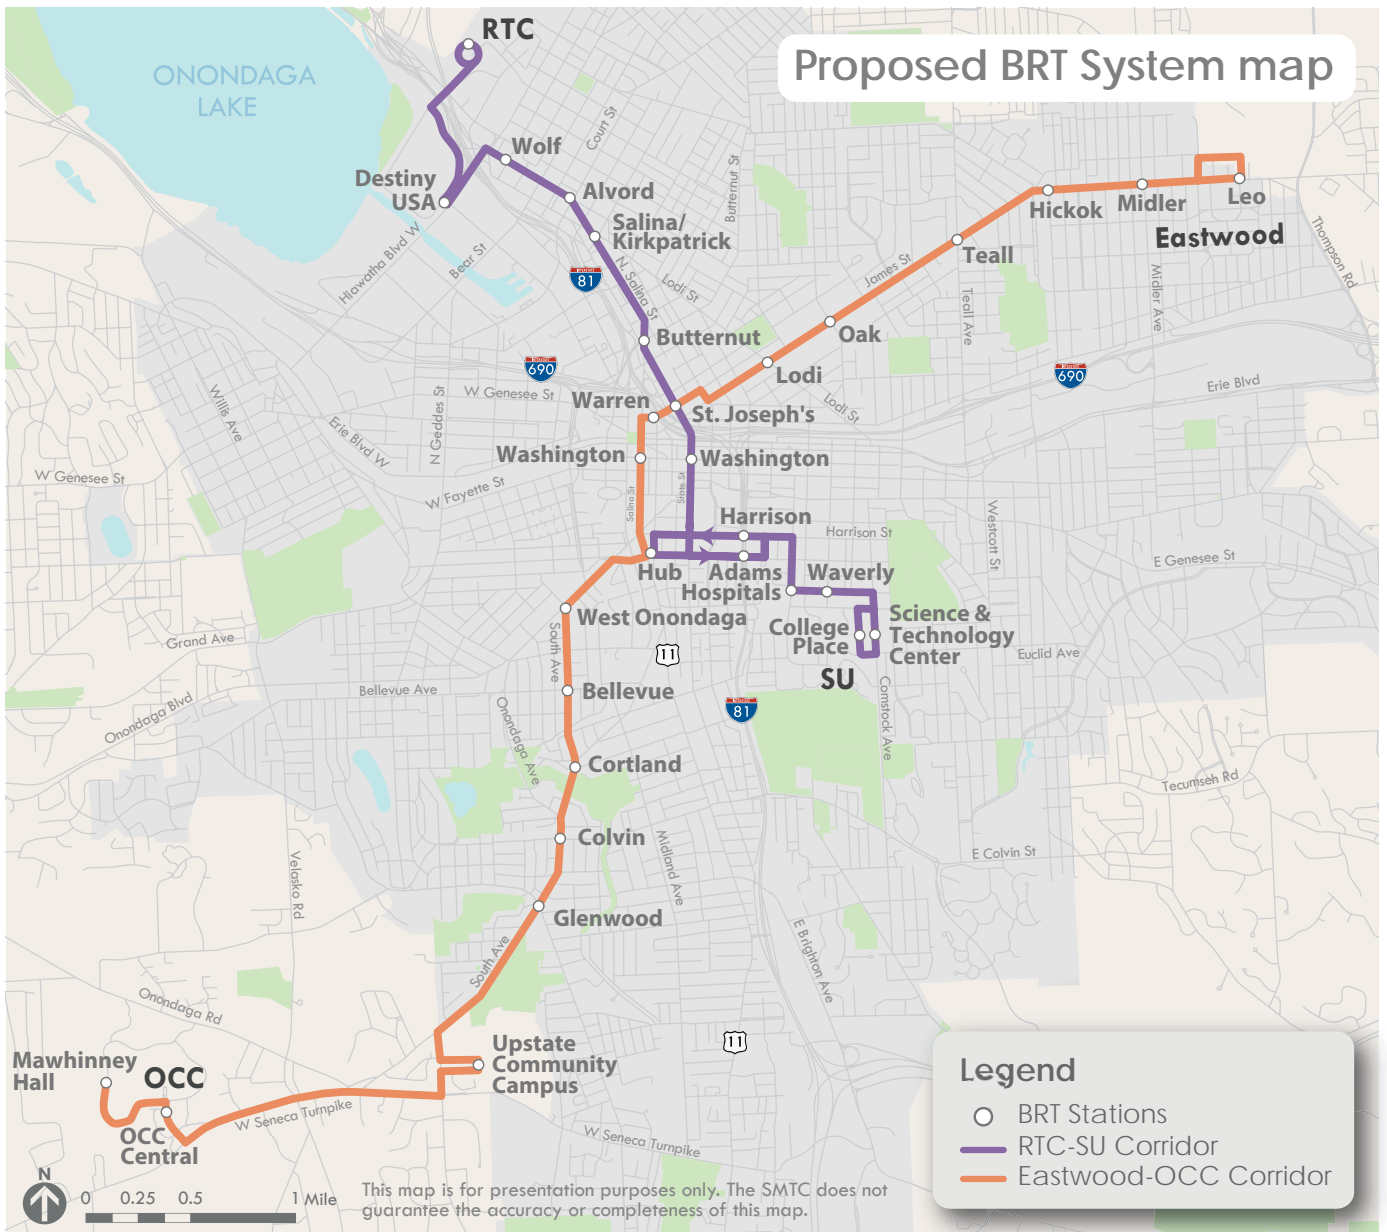 RTC
Proposed BRT System map
ONONDAGA
LAKE
Court St
Wolf
Butternut St
Destiny
USA
Alvord
Hickok
Midler
Leo
Eastwood
Salina/
Kirkpatrick
Hiawatha Blvd W
Bear St
N. Salina St
Lodi St
Teall
James St
Thompson Rd
INTERSTATE
81
Teall Ave
Midler Ave
Butternut
Oak
INTERSTATE
690
Lodi
INTERSTATE
690
Erie Blvd
W Genesee St
Willis Ave
N Geddes St
Erie Blvd W
Warren
St. Joseph's
Lodi St
Washington
Washington
W Genesee St
W Fayette St
Salina St
State St
Harrison
Harrison St
Westcott St
E Genesee St
Hub
Adams
Hospitals
Waverly
West Onondaga
College
Place
Science &
Technology
Center
SU
Grand Ave
South Ave
11
Euclid Ave
Bellevue Ave
Bellevue
Onondaga Blvd
Onondaga Ave
INTERSTATE
81
Comstock Ave
Cortland
Tecumseh Rd
Colvin
Midland Ave
E Colvin St
Velasko Rd
Glenwood
E Brighton Ave
South Ave
Onondaga Rd
Upstate
Community
Campus
11
Mawhinney
Hall
OCC
OCC
Central
W Seneca Turnpike
W Seneca Turnpike
Legend
BRT Stations
RTC-SU Corridor
Eastwood-OCC Corridor
N
0 0.25 0.5 1 Mile
This map is for presentation purposes only. The SMTC does not
guarantee the accuracy or completeness of this map.